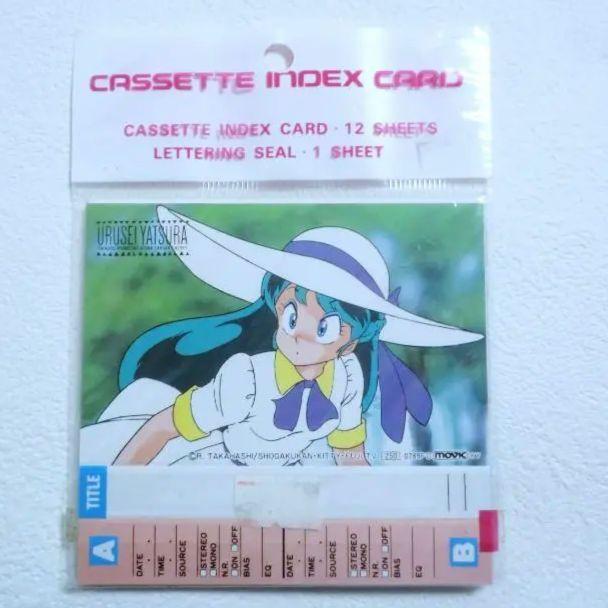 CASSETTE INDEX CARD
CASSETTE INDEX CARD · 12 SHEETS
LETTERING SEAL · 1 SHEET
URUSEI YATSURA
©R. TAKAHASHI/SHOGAKUKAN·KITTY·FUJI T.V. 250 movic
TITLE
A
DATE
TIME
SOURCE
STEREO
MONO
N.R.
ON OFF
BIAS
EQ
DATE
TIME
SOURCE
STEREO
MONO
N.R.
ON OFF
BIAS
EQ
B